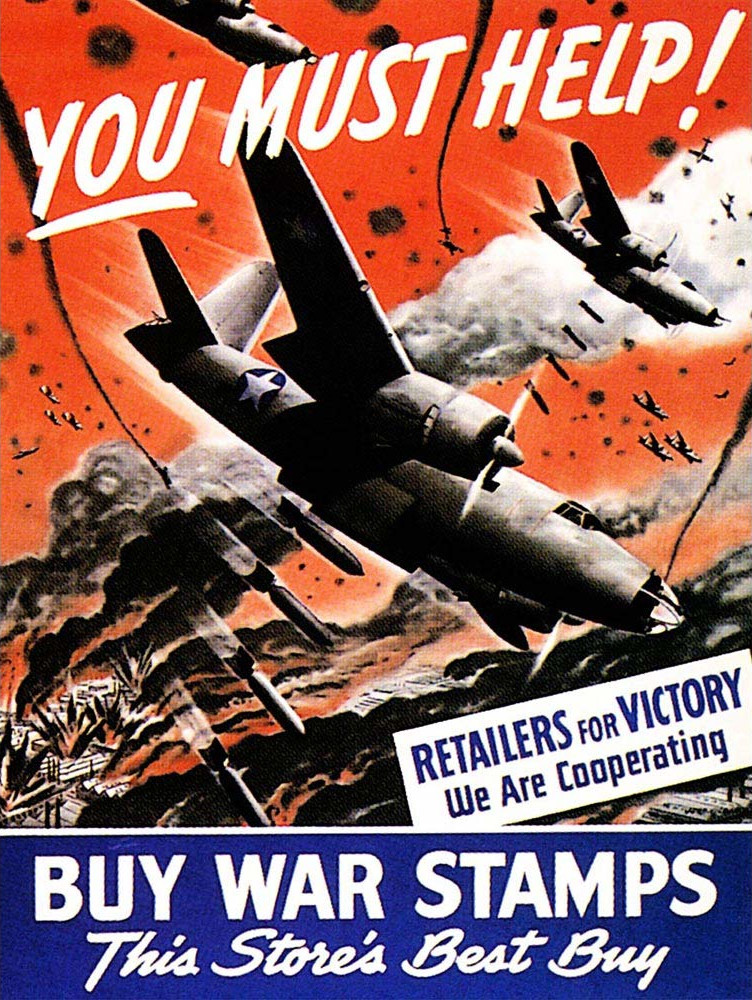 YOU MUST HELP!
RETAILERS FOR VICTORY
We Are Cooperating
BUY WAR STAMPS
This Store's Best Buy